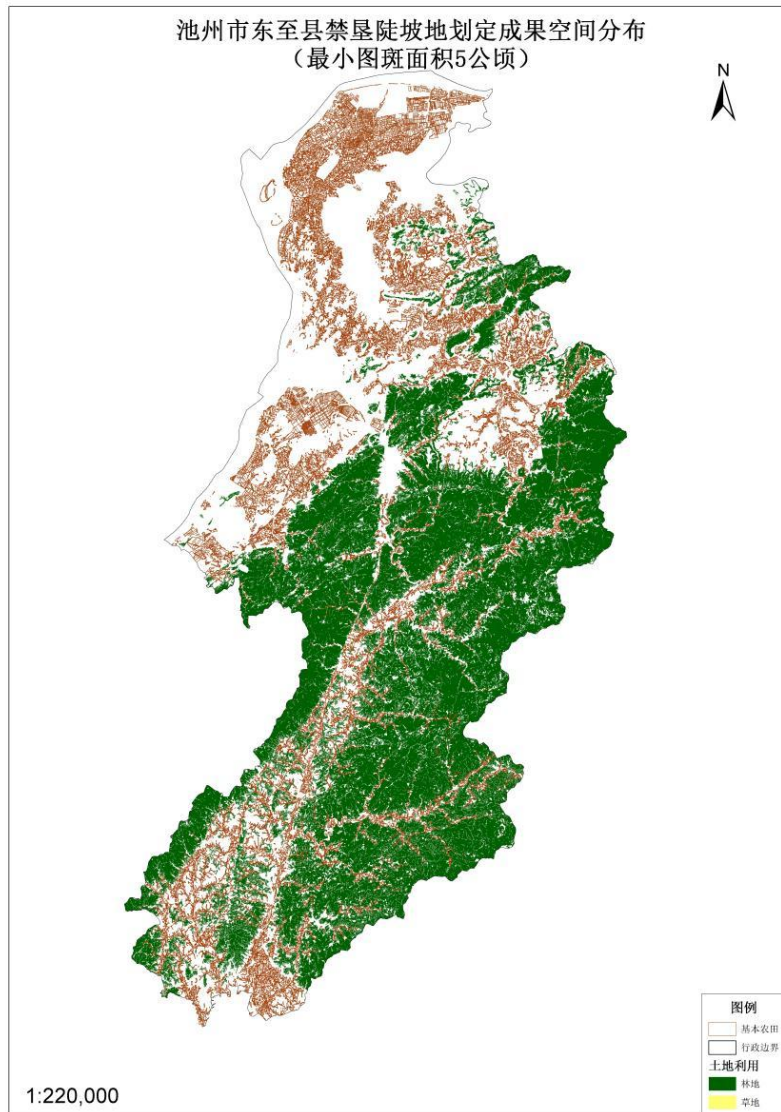 池州市东至县禁垦陡坡地划定成果空间分布
（最小图斑面积5公顷）
N
图例
基本农田
行政边界
土地利用
林地
草地
1:220,000